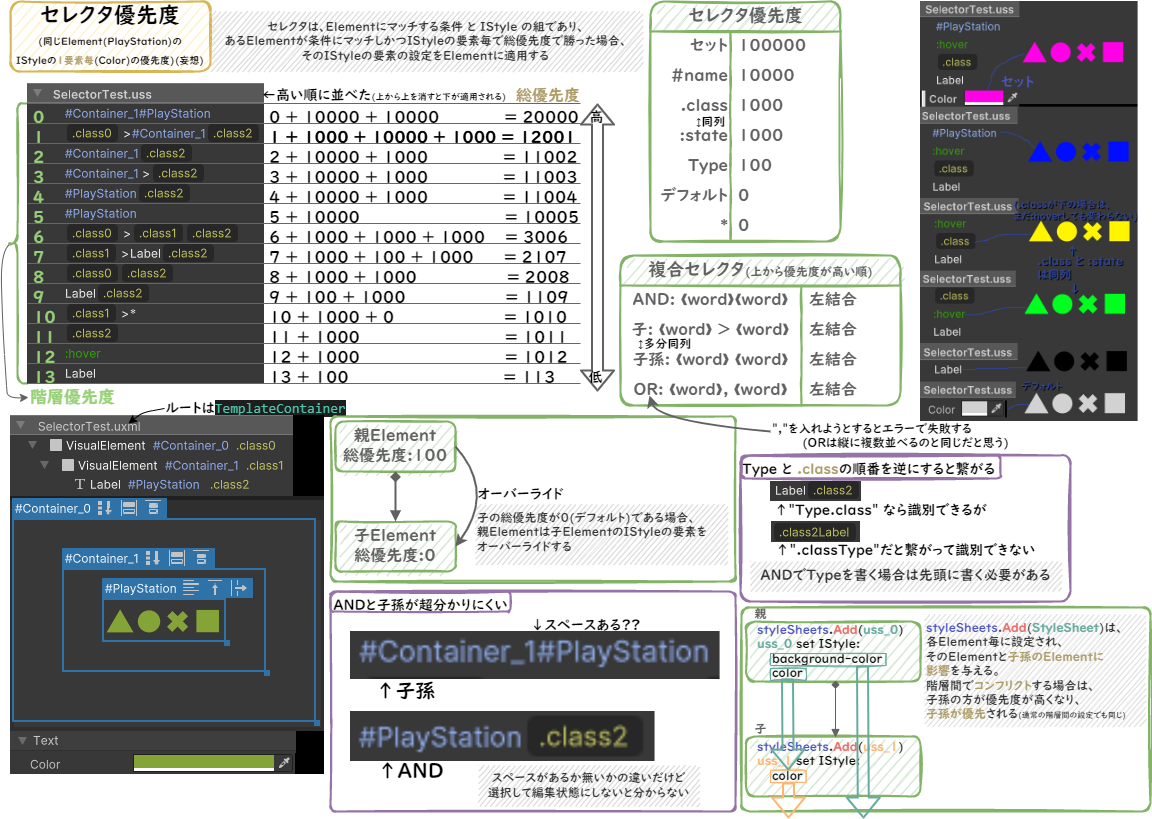 セレクタ優先度
(同じElement(PlayStation)の
IStyleの1要素毎(Color)の優先度)(妄想)
セレクタは、Elementにマッチする条件 と IStyle の組であり、
あるElementが条件にマッチしかつIStyleの要素毎で総優先度で勝った場合、
そのIStyleの要素の設定をElementに適用する
SelectorTest.uss
←高い順に並べた(上から上を消すと下が適用される)
総優先度
0 #Container_1#PlayStation 0 + 10000 + 10000 = 20000
1 .class0 >#Container_1 .class2 1 + 1000 + 10000 + 1000 = 12001
2 #Container_1 .class2 2 + 10000 + 1000 = 11002
3 #Container_1 > .class2 3 + 10000 + 1000 = 11003
4 #PlayStation .class2 4 + 10000 + 1000 = 11004
5 #PlayStation 5 + 10000 = 10005
6 .class0 > .class1 .class2 6 + 1000 + 1000 + 1000 = 3006
7 .class1 >Label .class2 7 + 1000 + 100 + 1000 = 2107
8 .class0 .class2 8 + 1000 + 1000 = 2008
9 Label .class2 9 + 100 + 1000 = 1109
10 .class1 >* 10 + 1000 + 0 = 1010
11 .class2 11 + 1000 = 1011
12 :hover 12 + 1000 = 1012
13 Label 13 + 100 = 113
高
低
階層優先度
セレクタ優先度
セット 100000
#name 10000
.class 1000
↕同列
:state 1000
Type 100
デフォルト 0
* 0
複合セレクタ(上から優先度が高い順)
AND: 《word》《word》 左結合
子: 《word》 > 《word》 左結合
↕多分同列
子孫: 《word》 《word》 左結合
OR: 《word》, 《word》 左結合
","を入れようとするとエラーで失敗する
(ORは縦に複数並べるのと同じだと思う)
SelectorTest.uss
#PlayStation
:hover
.class
Label
Color
セット
SelectorTest.uss
#PlayStation
:hover
.class
Label
SelectorTest.uss
:hover
.class
Label
(.classが下の場合は、
まだ:hoverしても変わらない)
↑
.class と :state
は同列
↓
SelectorTest.uss
.class
:hover
Label
SelectorTest.uss
Label
SelectorTest.uss
Color
デフォルト
ルートはTemplateContainer
SelectorTest.uxml
VisualElement #Container_0 .class0
VisualElement #Container_1 .class1
Label #PlayStation .class2
#Container_0
#Container_1
#PlayStation
Text
Color
親Element
総優先度:100
オーバーライド
子Element
総優先度:0
子の総優先度が0(デフォルト)である場合、
親Elementは子ElementのIStyleの要素を
オーバーライドする
ANDと子孫が超分かりにくい
↓スペースある??
#Container_1#PlayStation
↑子孫
#PlayStation .class2
↑AND
スペースがあるか無いかの違いだけど
選択して編集状態にしないと分からない
Type と .classの順番を逆にすると繋がる
Label .class2
↑"Type.class" なら識別できるが
.class2Label
↑".classType"だと繋がって識別できない
ANDでTypeを書く場合は先頭に書く必要がある
親
styleSheets.Add(uss_0)
uss_0 set IStyle:
background-color
color
子
styleSheets.Add(uss_1)
uss_1 set IStyle:
color
styleSheets.Add(StyleSheet)は、
各Element毎に設定され、
そのElementと子孫のElementに
影響を与える。
階層間でコンフリクトする場合は、
子孫の方が優先度が高くなり、
子孫が優先される(通常の階層間の設定でも同じ)